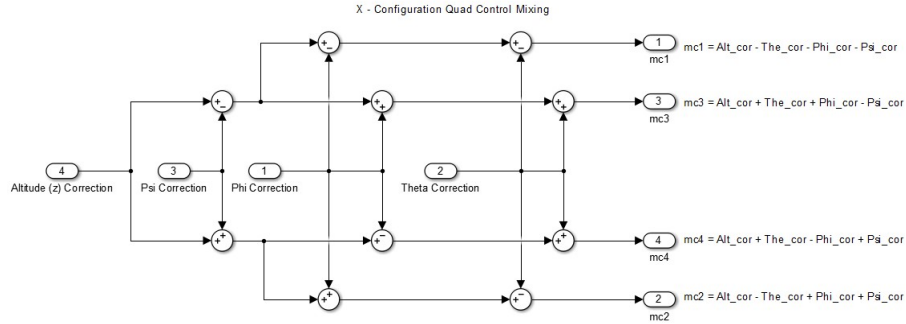 X - Configuration Quad Control Mixing
1
mc1
mc1 = Alt_cor - The_cor - Phi_cor - Psi_cor
3
mc3
mc3 = Alt_cor + The_cor + Phi_cor - Psi_cor
4
Altitude (z) Correction
3
Psi Correction
1
Phi Correction
2
Theta Correction
4
mc4
mc4 = Alt_cor + The_cor - Phi_cor + Psi_cor
2
mc2
mc2 = Alt_cor - The_cor + Phi_cor + Psi_cor